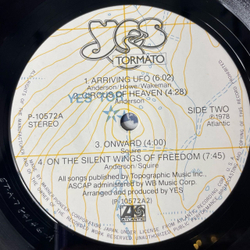 YES
TORMATO
1 ARRIVING UFO (6:02)
Anderson/Howe/Wakeman
CIRCUS OF HEAVEN (4:28)
YES
Anderson
P-10572A
STEREO
SIDE TWO
℗1978
Atlantic
3 ONWARD (4:00)
Squire
4 ON THE SILENT WINGS OF FREEDOM (7:45)
Anderson/Squire
All songs published by Topographic Music Inc.
ASCAP administered by WB Music Corp.
Arranged and produced by YES
(P-10572A2)